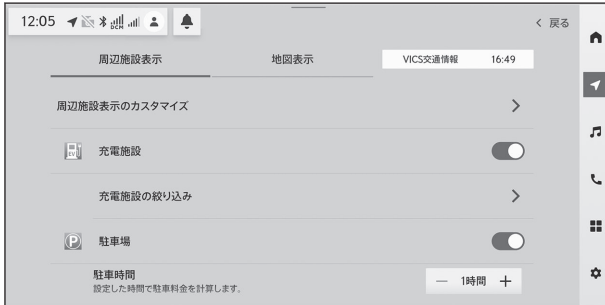 12:05 DCM
戻る
周辺施設表示 地図表示 VICS交通情報 16:49
周辺施設表示のカスタマイズ
EV 充電施設
充電施設の絞り込み
P 駐車場
駐車時間
設定した時間で駐車料金を計算します。
1時間